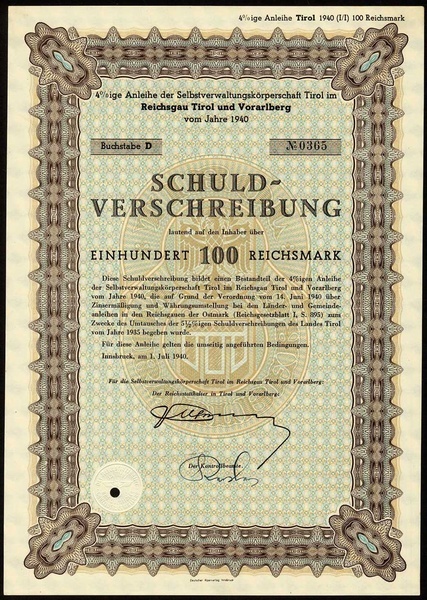 4%ige Anleihe Tirol 1940 (I/I) 100 Reichsmark
4%ige Anleihe der Selbstverwaltungskörperschaft Tirol im
Reichsgau Tirol und Vorarlberg
vom Jahre 1940
Buchstabe D
№ 0365
SCHULD-
VERSCHREIBUNG
lautend auf den Inhaber über
EINHUNDERT 100 REICHSMARK
Diese Schuldverschreibung bildet einen Bestandteil der 4%igen Anleihe
der Selbstverwaltungskörperschaft Tirol im Reichsgau Tirol und Vorarlberg
vom Jahre 1940, die auf Grund der Verordnung vom 14. Juni 1940 über
Zinsermäßigung und Währungsumstellung bei den Länder- und Gemeinde-
anleihen in den Reichsgauen der Ostmark (Reichsgesetzblatt I, S. 895) zum
Zwecke des Umtausches der 5½%igen Schuldverschreibungen des Landes Tirol
vom Jahre 1935 begeben wurde.
Für diese Anleihe gelten die umseitig angeführten Bedingungen.
Innsbruck, am 1. Juli 1940.
Für die Selbstverwaltungskörperschaft Tirol im Reichsgau Tirol und Vorarlberg:
Der Reichsstatthalter in Tirol und Vorarlberg:
Der Kontrollbeamte: